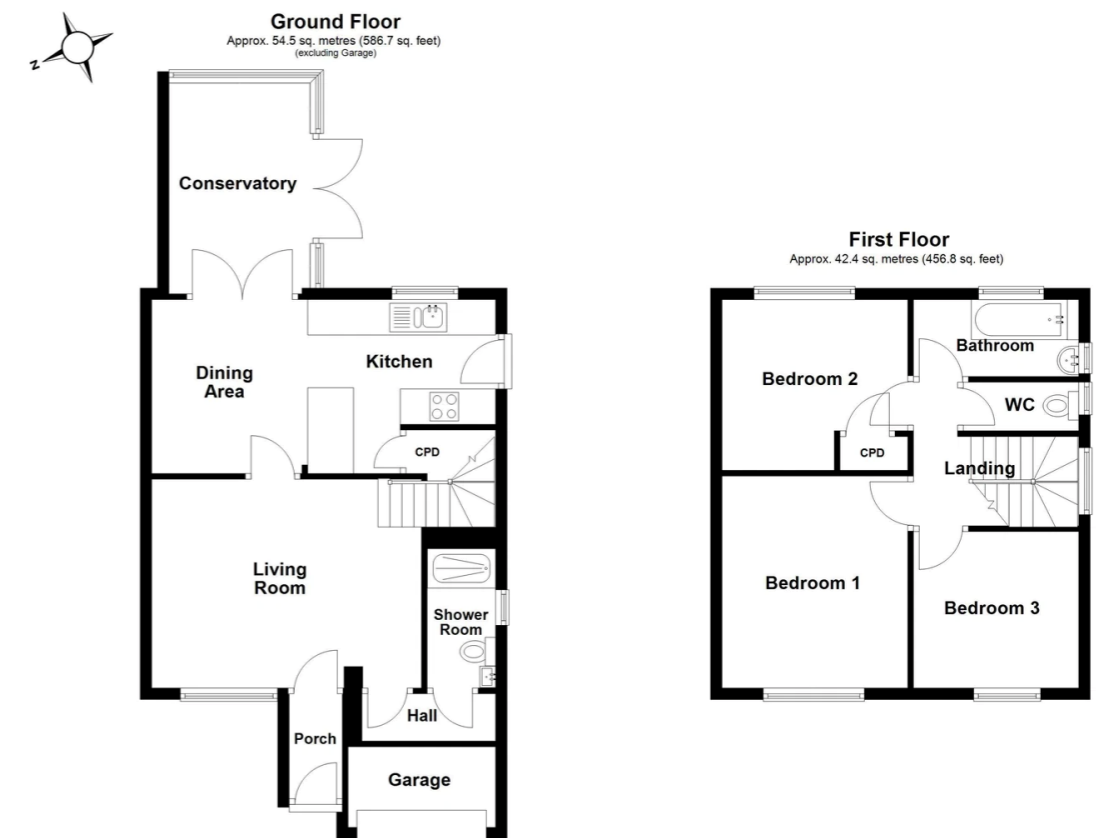 Ground Floor
Approx. 54.5 sq. metres (586.7 sq. feet)
(excluding Garage)
N
Conservatory
Dining
Area
Kitchen
CPD
Living
Room
Shower
Room
Hall
Porch
Garage
First Floor
Approx. 42.4 sq. metres (456.8 sq. feet)
Bathroom
Bedroom 2
WC
CPD
Landing
Bedroom 1
Bedroom 3